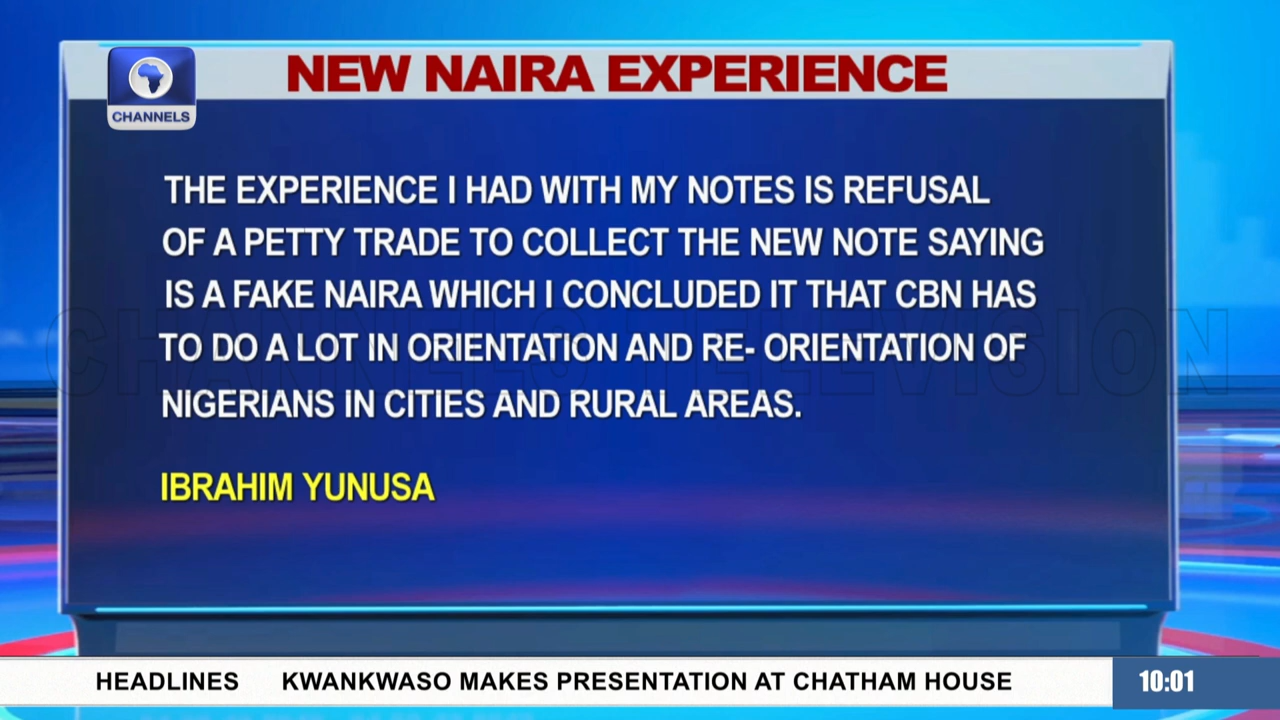 NEW NAIRA EXPERIENCE
CHANNELS
THE EXPERIENCE I HAD WITH MY NOTES IS REFUSAL
OF A PETTY TRADE TO COLLECT THE NEW NOTE SAYING
IS A FAKE NAIRA WHICH I CONCLUDED IT THAT CBN HAS
TO DO A LOT IN ORIENTATION AND RE- ORIENTATION OF
NIGERIANS IN CITIES AND RURAL AREAS.
CHANNELS TELEVISION
IBRAHIM YUNUSA
HEADLINES KWANKWASO MAKES PRESENTATION AT CHATHAM HOUSE 10:01